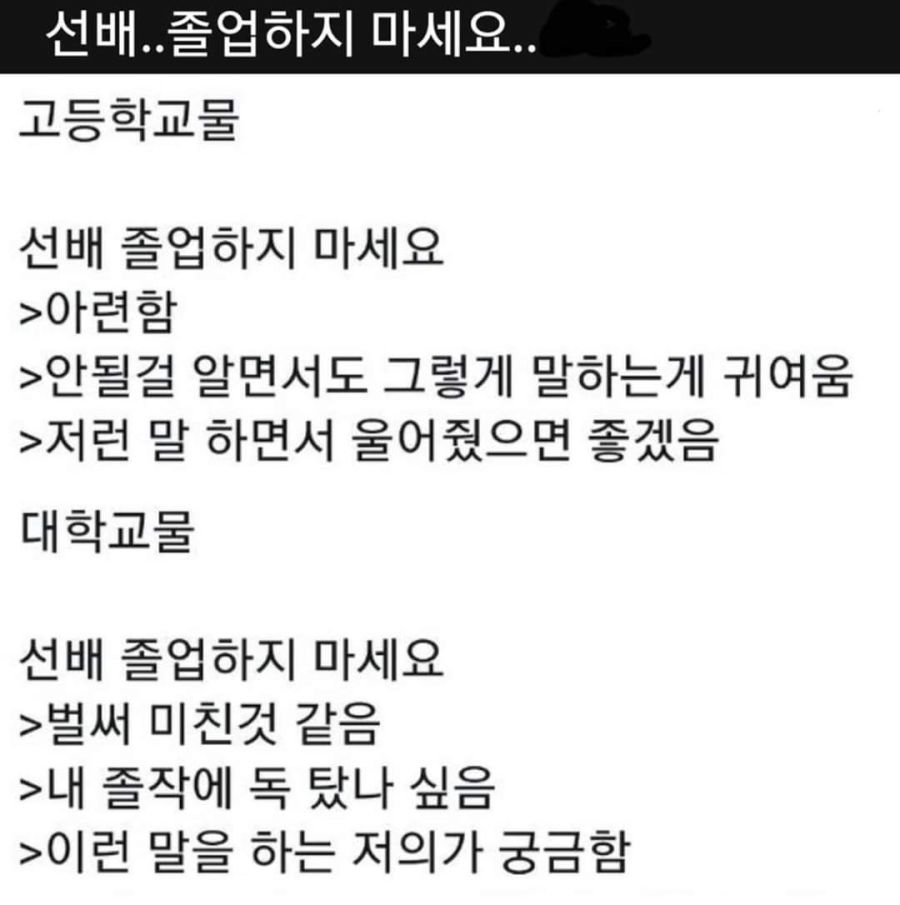 선배..졸업하지 마세요..
고등학교물
선배 졸업하지 마세요
>아련함
>안될걸 알면서도 그렇게 말하는게 귀여움
>저런 말 하면서 울어줬으면 좋겠음
대학교물
선배 졸업하지 마세요
>벌써 미친것 같음
>내 졸작에 독 탔나 싶음
>이런 말을 하는 저의가 궁금함